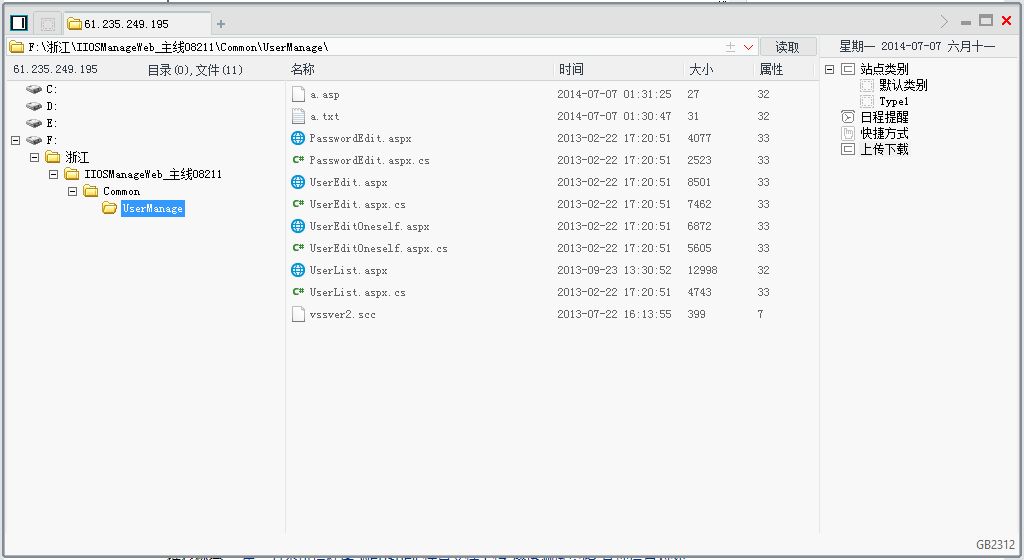 61.235.249.195
F:\浙江\IIOSManageWeb_主线08211\Common\UserManage\ 读取 星期一 2014-07-07 六月十一
61.235.249.195 目录(0),文件(11) 名称 时间 大小 属性
C:
D:
E:
F:
浙江
IIOSManageWeb_主线08211
Common
UserManage
a.asp 2014-07-07 01:31:25 27 32
a.txt 2014-07-07 01:30:47 31 32
PasswordEdit.aspx 2013-02-22 17:20:51 4077 33
PasswordEdit.aspx.cs 2013-02-22 17:20:51 2523 33
UserEdit.aspx 2013-02-22 17:20:51 8501 33
UserEdit.aspx.cs 2013-02-22 17:20:51 7462 33
UserEditOneself.aspx 2013-02-22 17:20:51 6872 33
UserEditOneself.aspx.cs 2013-02-22 17:20:51 5605 33
UserList.aspx 2013-09-23 13:30:52 12998 32
UserList.aspx.cs 2013-02-22 17:20:51 4743 33
vssver2.scc 2013-07-22 16:13:55 399 7
站点类别
默认类别
Type1
日程提醒
快捷方式
上传下载
GB2312